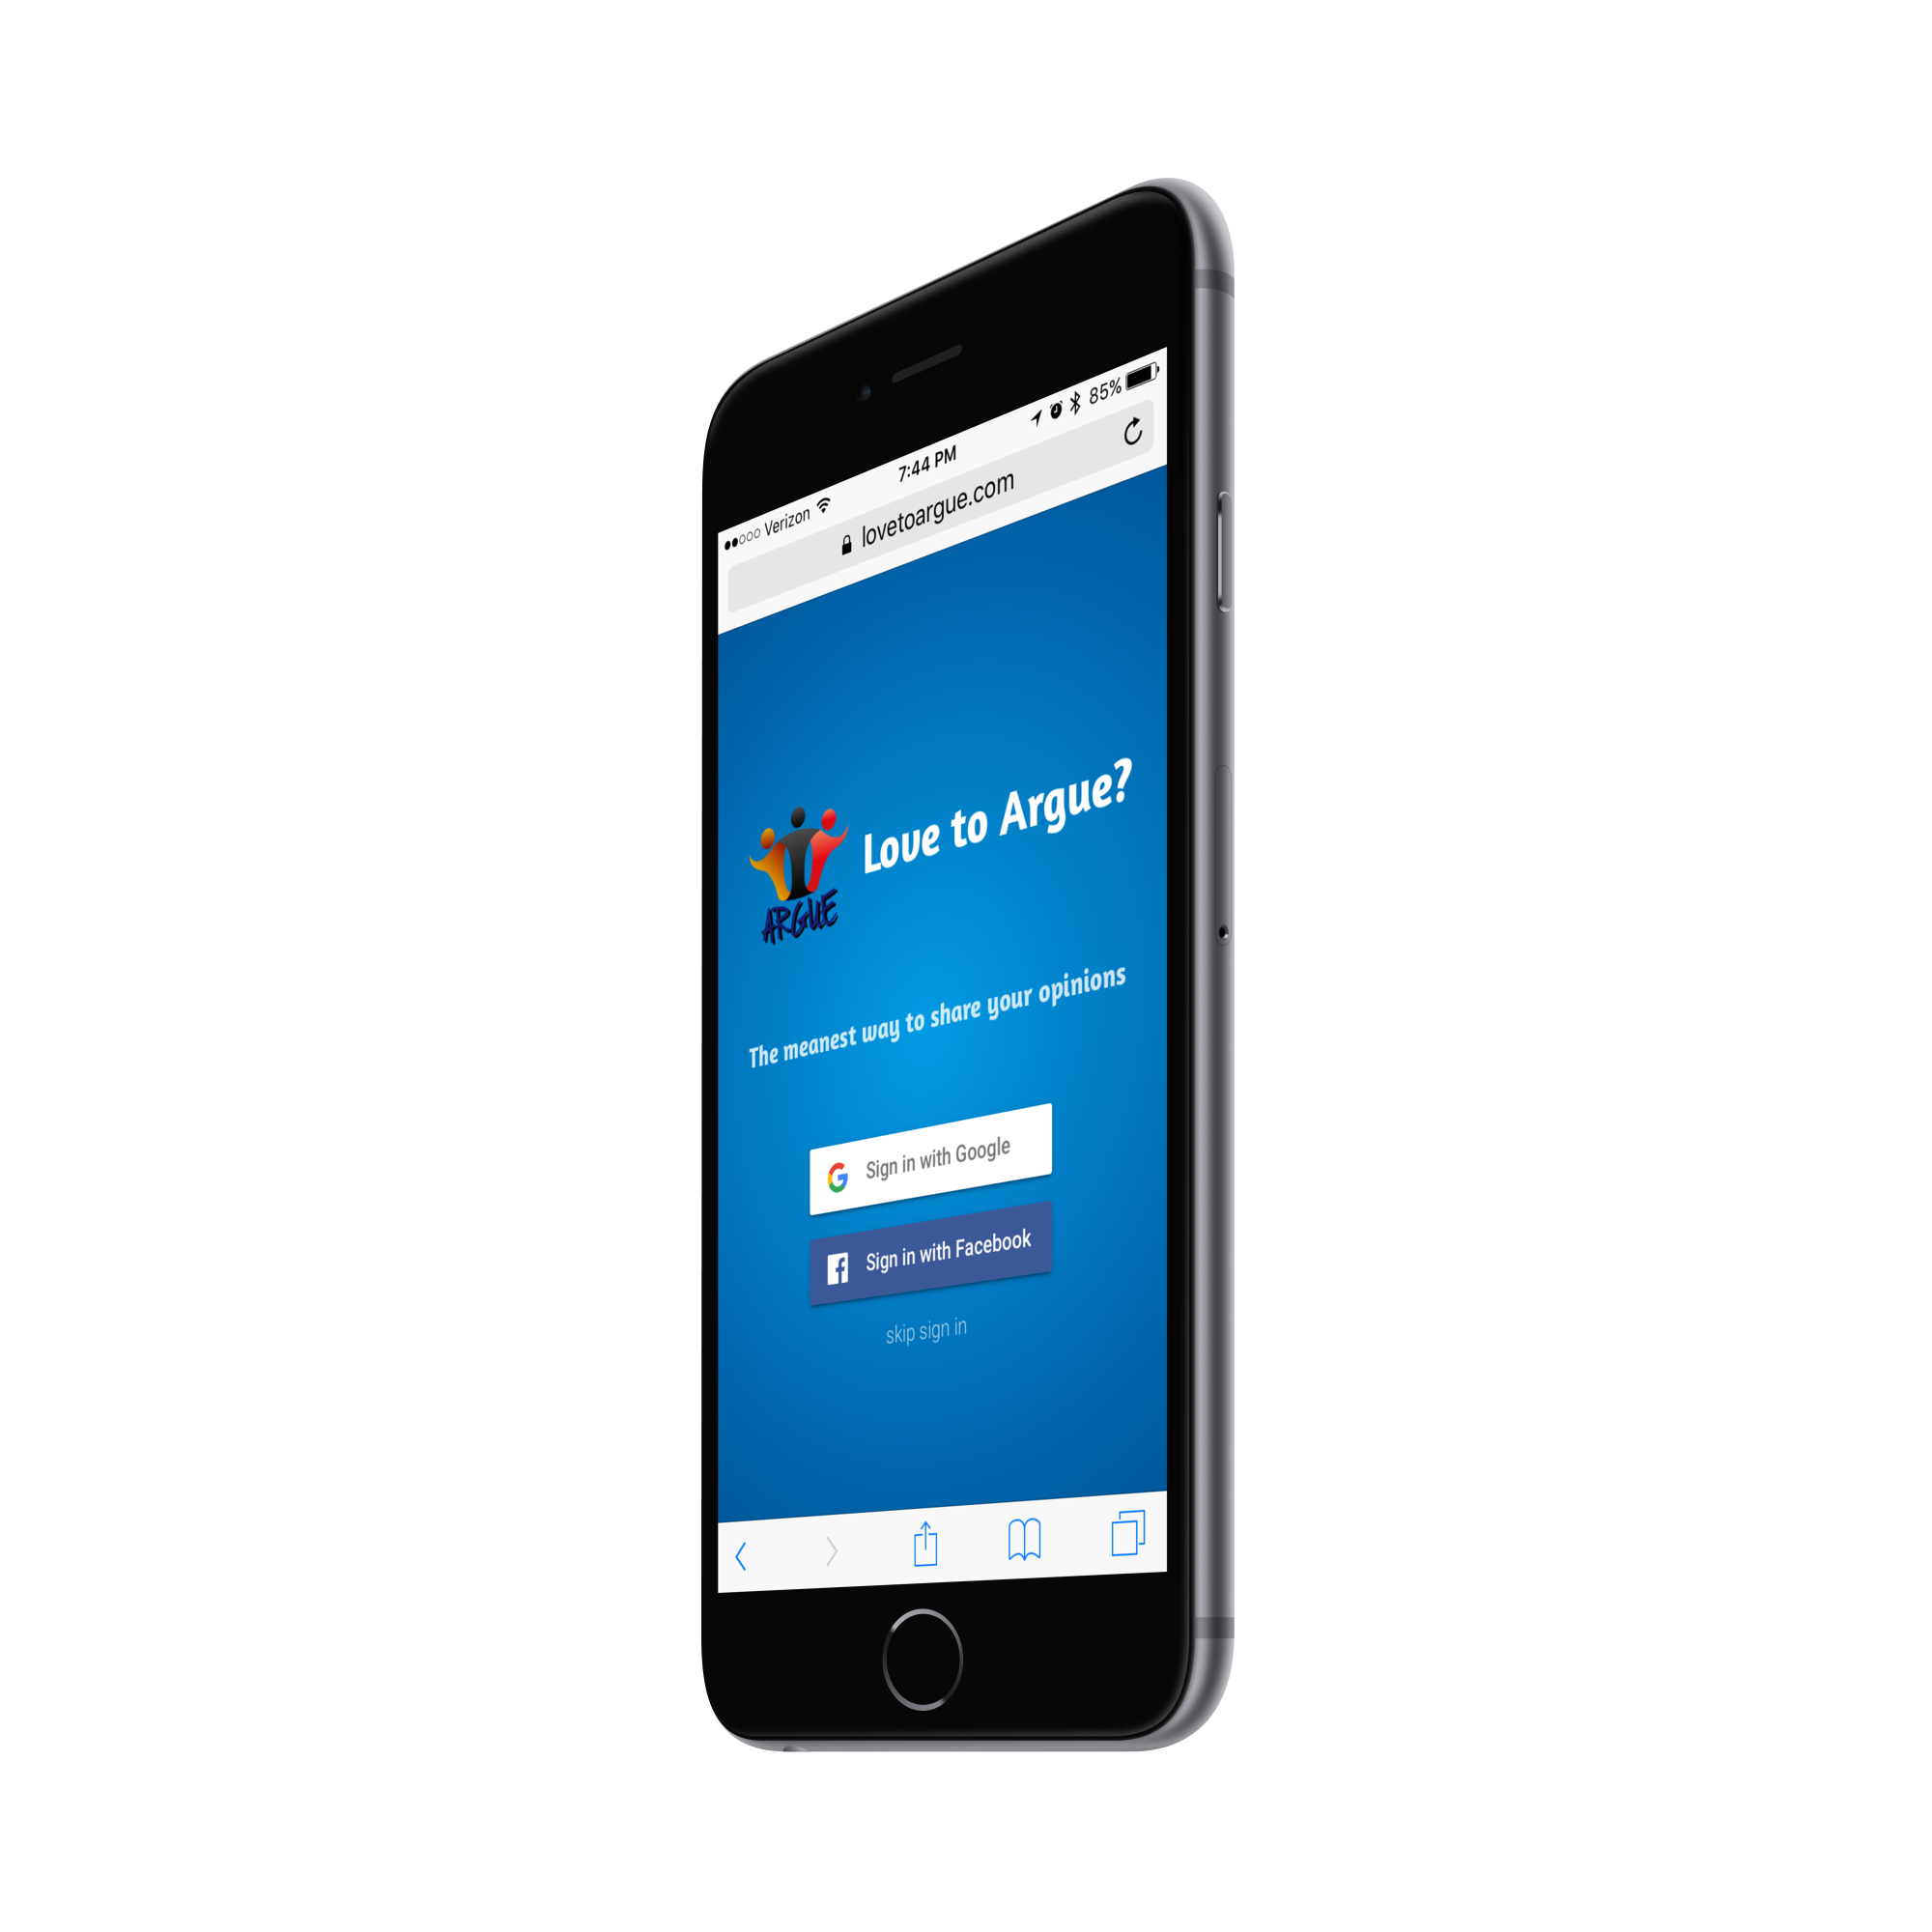 Verizon 7:44 PM 85%
lovetoargue.com
Love to Argue?
ARGUE
The meanest way to share your opinions
Sign in with Google
Sign in with Facebook
skip sign in